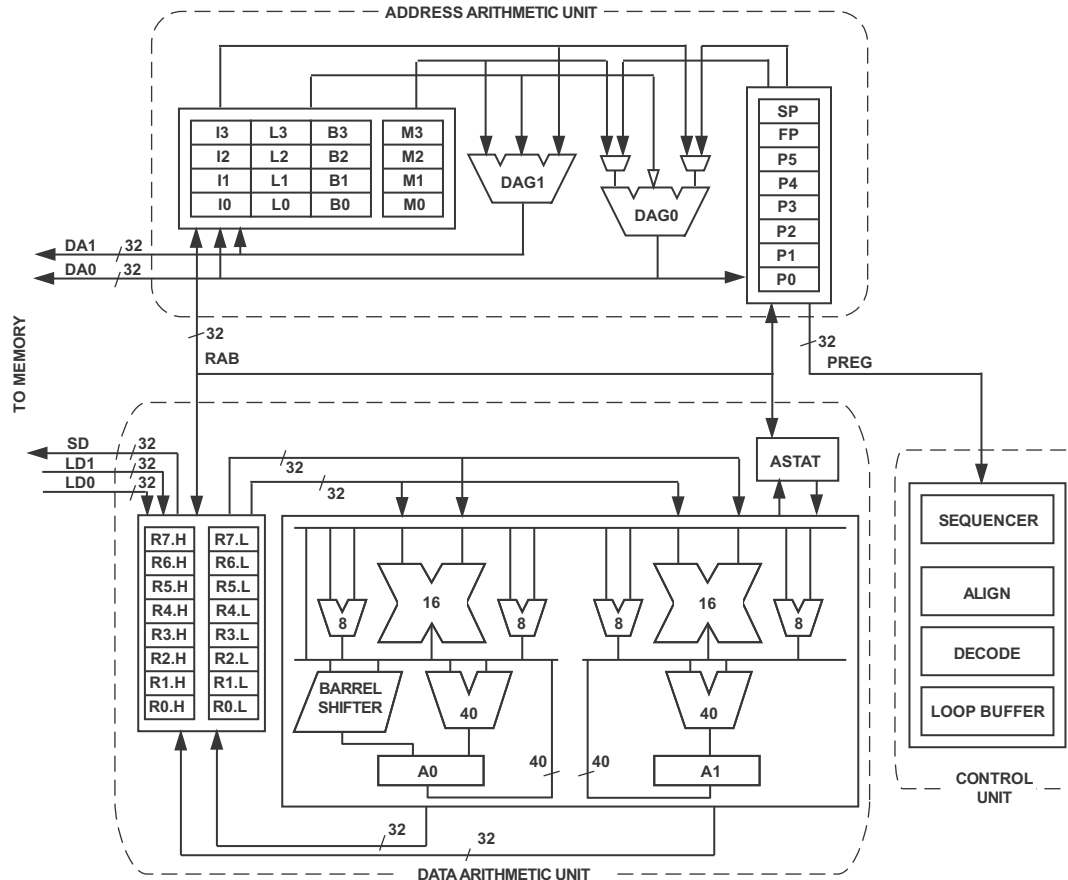 ADDRESS ARITHMETIC UNIT
I3 L3 B3 M3
I2 L2 B2 M2
I1 L1 B1 M1
I0 L0 B0 M0
DAG1
DAG0
SP
FP
P5
P4
P3
P2
P1
P0
DA1 32
DA0 32
32
RAB
32
PREG
TO MEMORY
SD 32
LD1 32
LD0 32
32
32
ASTAT
R7.H R7.L
R6.H R6.L
R5.H R5.L
R4.H R4.L
R3.H R3.L
R2.H R2.L
R1.H R1.L
R0.H R0.L
16 16
8 8 8 8
BARREL
SHIFTER
40 40
A0 40 40 A1
32
32
DATA ARITHMETIC UNIT
SEQUENCER
ALIGN
DECODE
LOOP BUFFER
CONTROL
UNIT